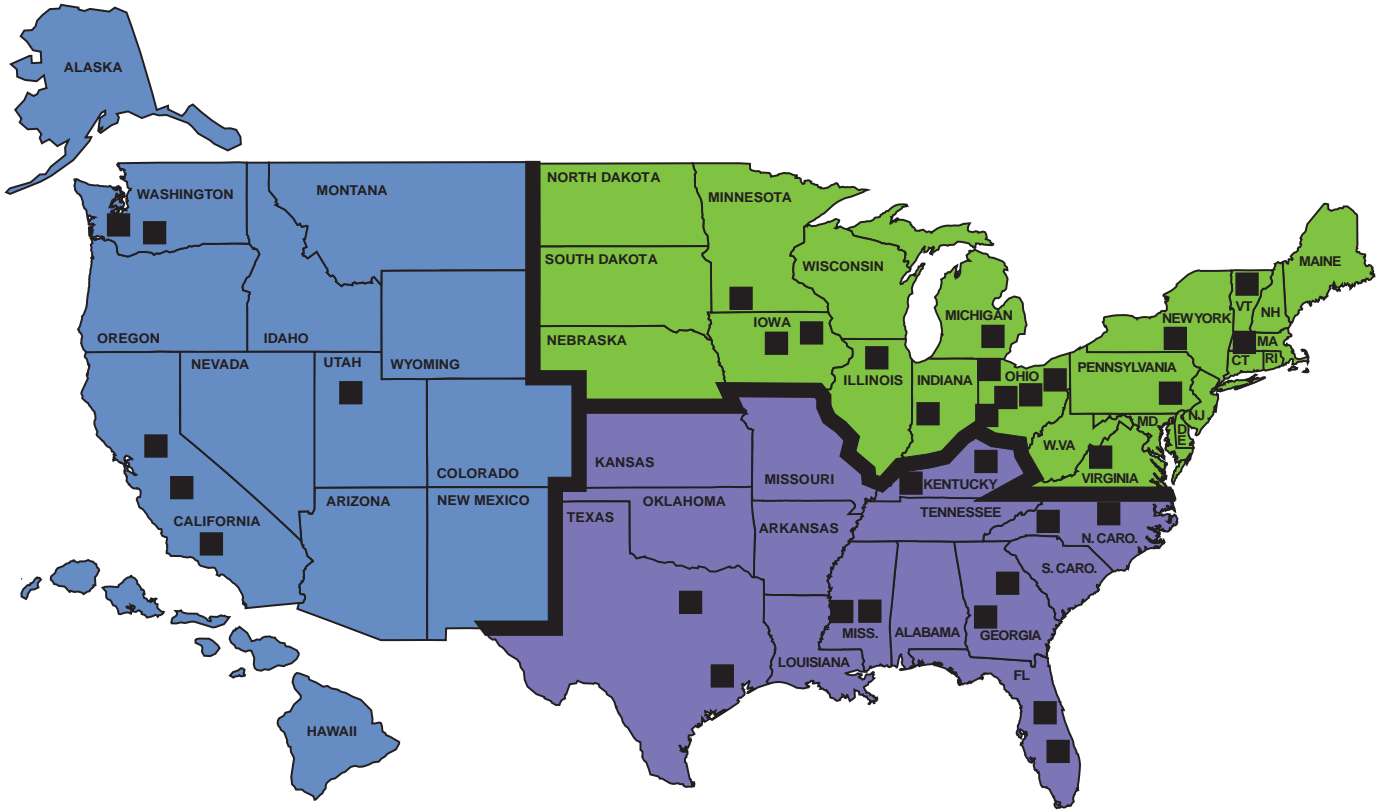 ALASKA
WASHINGTON
MONTANA
NORTH DAKOTA
MINNESOTA
SOUTH DAKOTA
WISCONSIN
MAINE
OREGON
IDAHO
WYOMING
NEBRASKA
IOWA
MICHIGAN
NEW YORK
VT
NH
MA
CT
RI
NEVADA
UTAH
ILLINOIS
INDIANA
OHIO
PENNSYLVANIA
NJ
MD
D
E
W.VA
VIRGINIA
COLORADO
KANSAS
MISSOURI
KENTUCKY
CALIFORNIA
ARIZONA
NEW MEXICO
TEXAS
OKLAHOMA
ARKANSAS
TENNESSEE
N. CARO.
S. CARO.
MISS.
ALABAMA
GEORGIA
LOUISIANA
FL
HAWAII